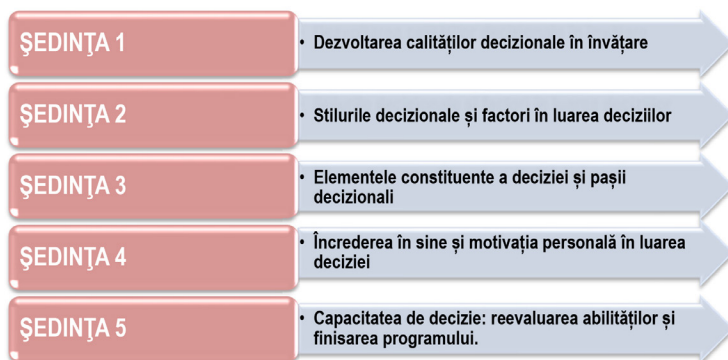 ŞEDINŢA 1
• Dezvoltarea calităților decizionale în învățare
ŞEDINŢA 2
• Stilurile decizionale și factori în luarea deciziilor
ŞEDINŢA 3
• Elementele constituente a deciziei și pașii
decizionali
ŞEDINŢA 4
• Încrederea în sine și motivația personală în luarea
deciziei
ŞEDINŢA 5
• Capacitatea de decizie: reevaluarea abilităților și
finisarea programului.